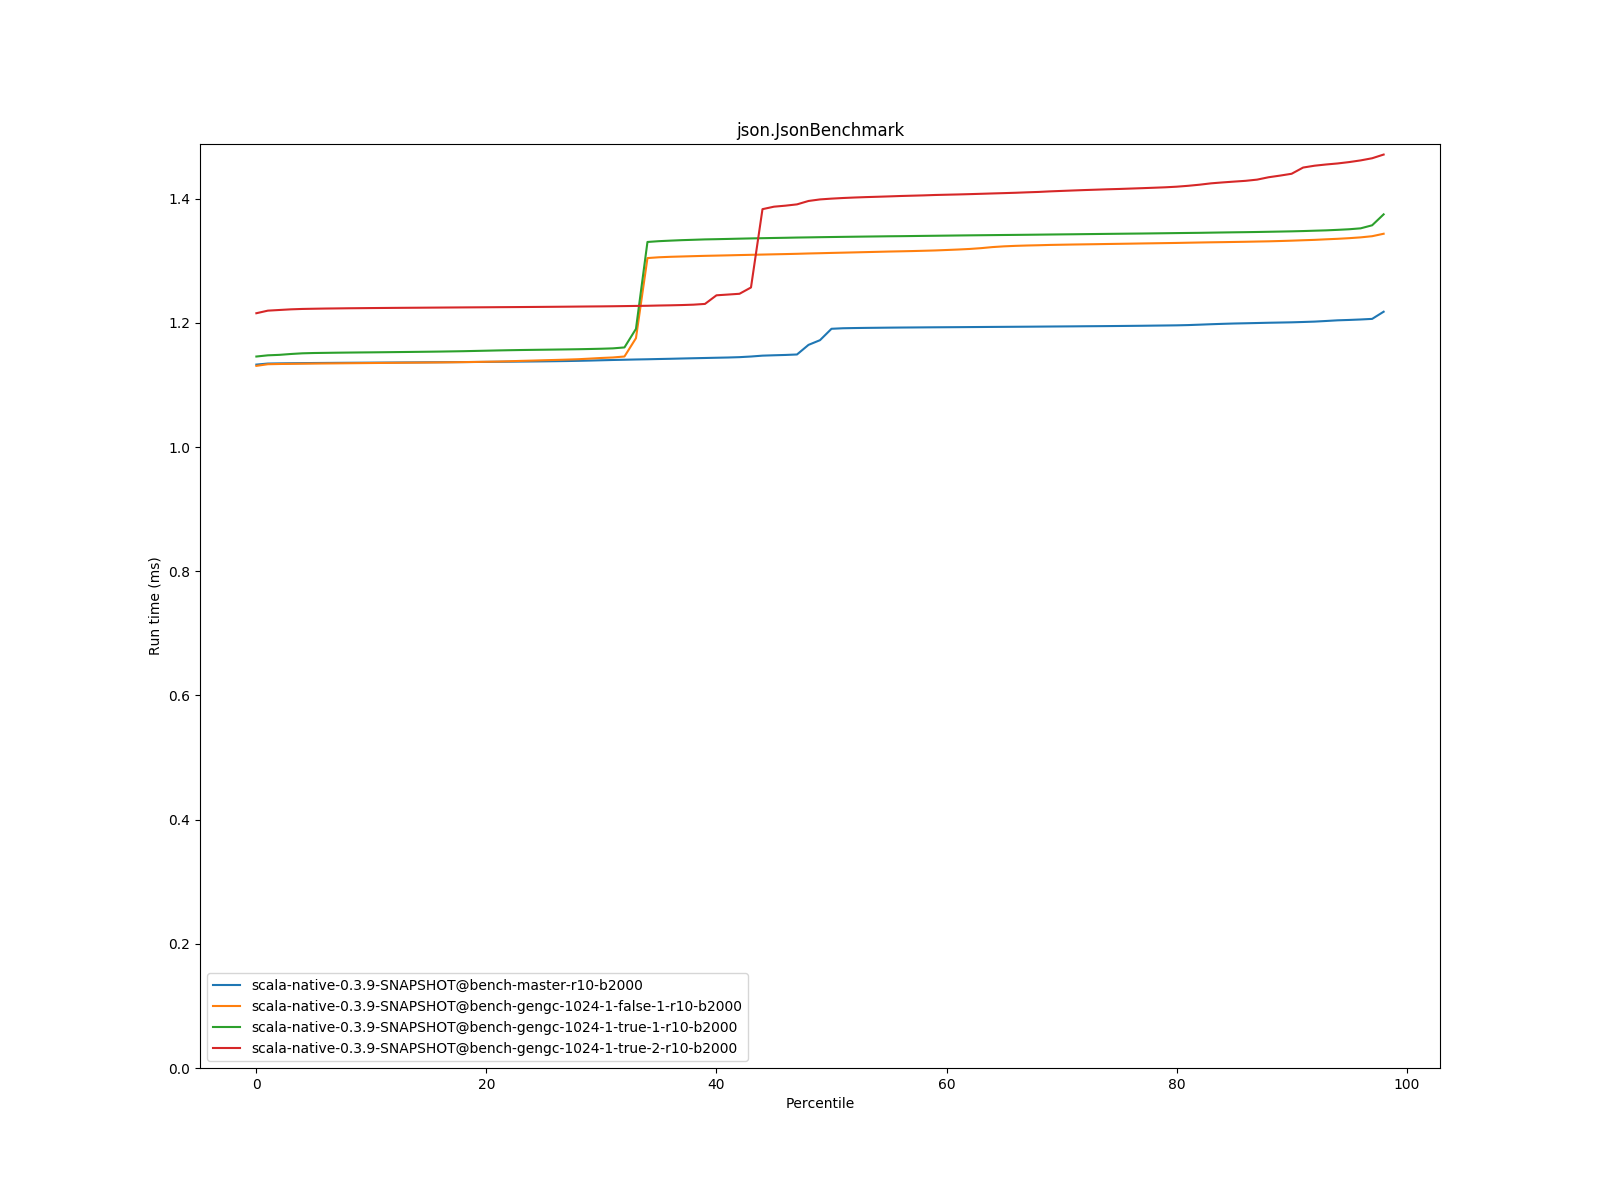 json.JsonBenchmark
1.4
1.2
1.0
0.8
0.6
0.4
0.2
0.0
Run time (ms)
scala-native-0.3.9-SNAPSHOT@bench-master-r10-b2000
scala-native-0.3.9-SNAPSHOT@bench-gengc-1024-1-false-1-r10-b2000
scala-native-0.3.9-SNAPSHOT@bench-gengc-1024-1-true-1-r10-b2000
scala-native-0.3.9-SNAPSHOT@bench-gengc-1024-1-true-2-r10-b2000
0 20 40 60 80 100
Percentile